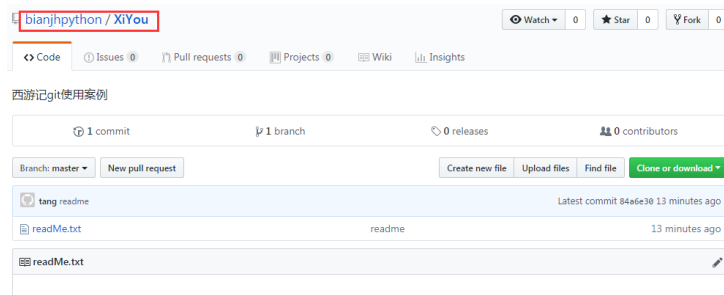 bianjhpython / XiYou Watch 0 Star 0 Fork 0
Code Issues 0 Pull requests 0 Projects 0 Wiki Insights
西游记git使用案例
1 commit 1 branch 0 releases 0 contributors
Branch: master New pull request Create new file Upload files Find file Clone or download
tang readme Latest commit 84a6e30 13 minutes ago
readMe.txt readme 13 minutes ago
readMe.txt